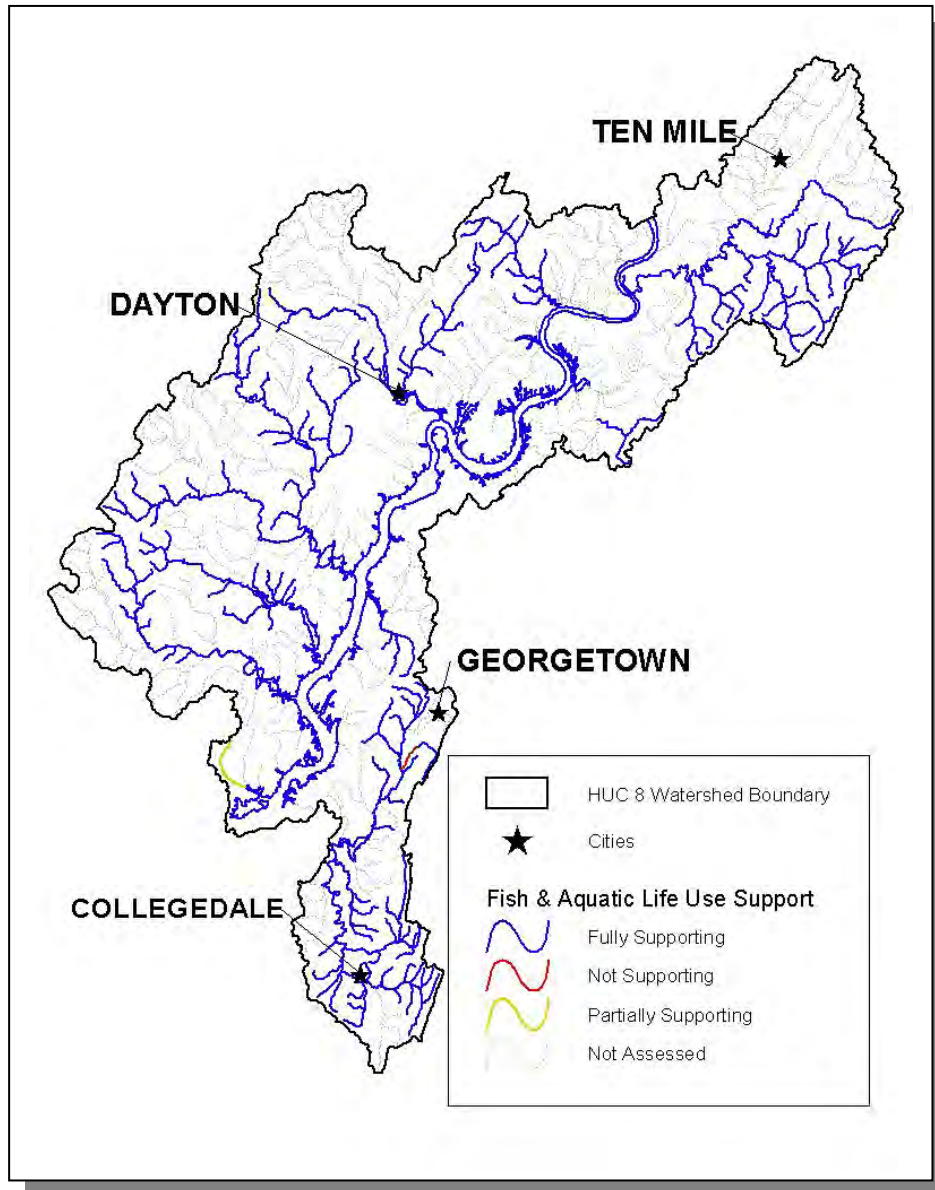 TEN MILE
DAYTON
GEORGETOWN
COLLEGEDALE
HUC 8 Watershed Boundary
Cities
Fish & Aquatic Life Use Support
Fully Supporting
Not Supporting
Partially Supporting
Not Assessed